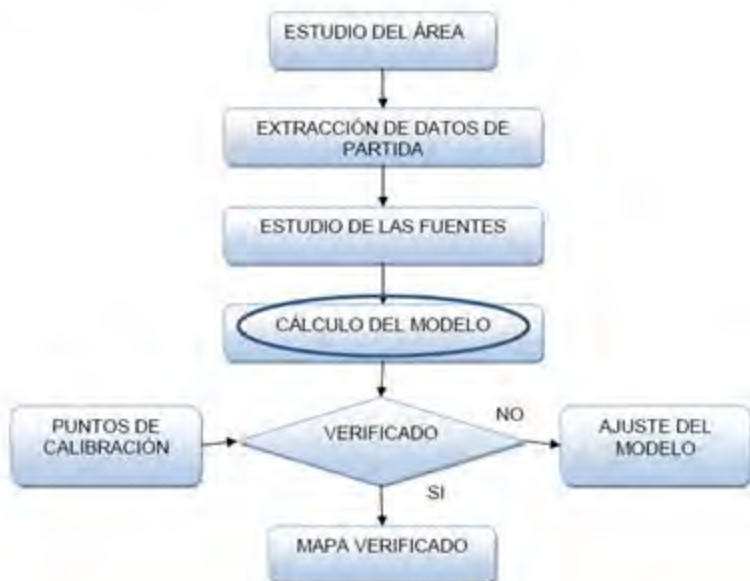 ESTUDIO DEL ÁREA
EXTRACCIÓN DE DATOS DE
PARTIDA
ESTUDIO DE LAS FUENTES
CÁLCULO DEL MODELO
PUNTOS DE
CALIBRACIÓN
VERIFICADO
NO
AJUSTE DEL
MODELO
SI
MAPA VERIFICADO